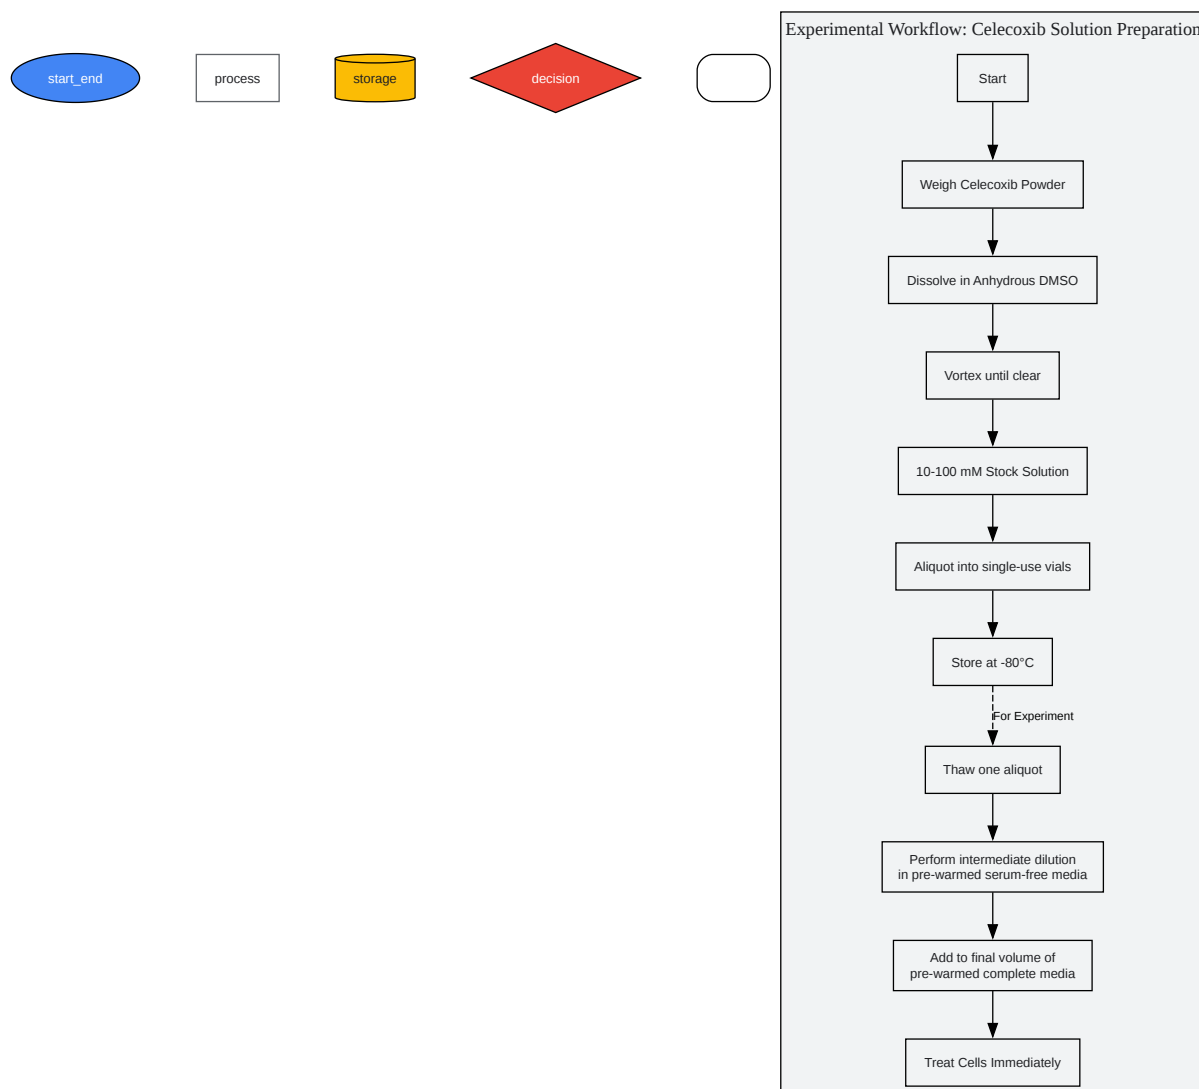 Experimental Workflow: Celecoxib Solution Preparation
start_end
process
storage
decision
Start
Weigh Celecoxib Powder
Dissolve in Anhydrous DMSO
Vortex until clear
10-100 mM Stock Solution
Aliquot into single-use vials
Store at -80°C
For Experiment
Thaw one aliquot
Perform intermediate dilution
in pre-warmed serum-free media
Add to final volume of
pre-warmed complete media
Treat Cells Immediately